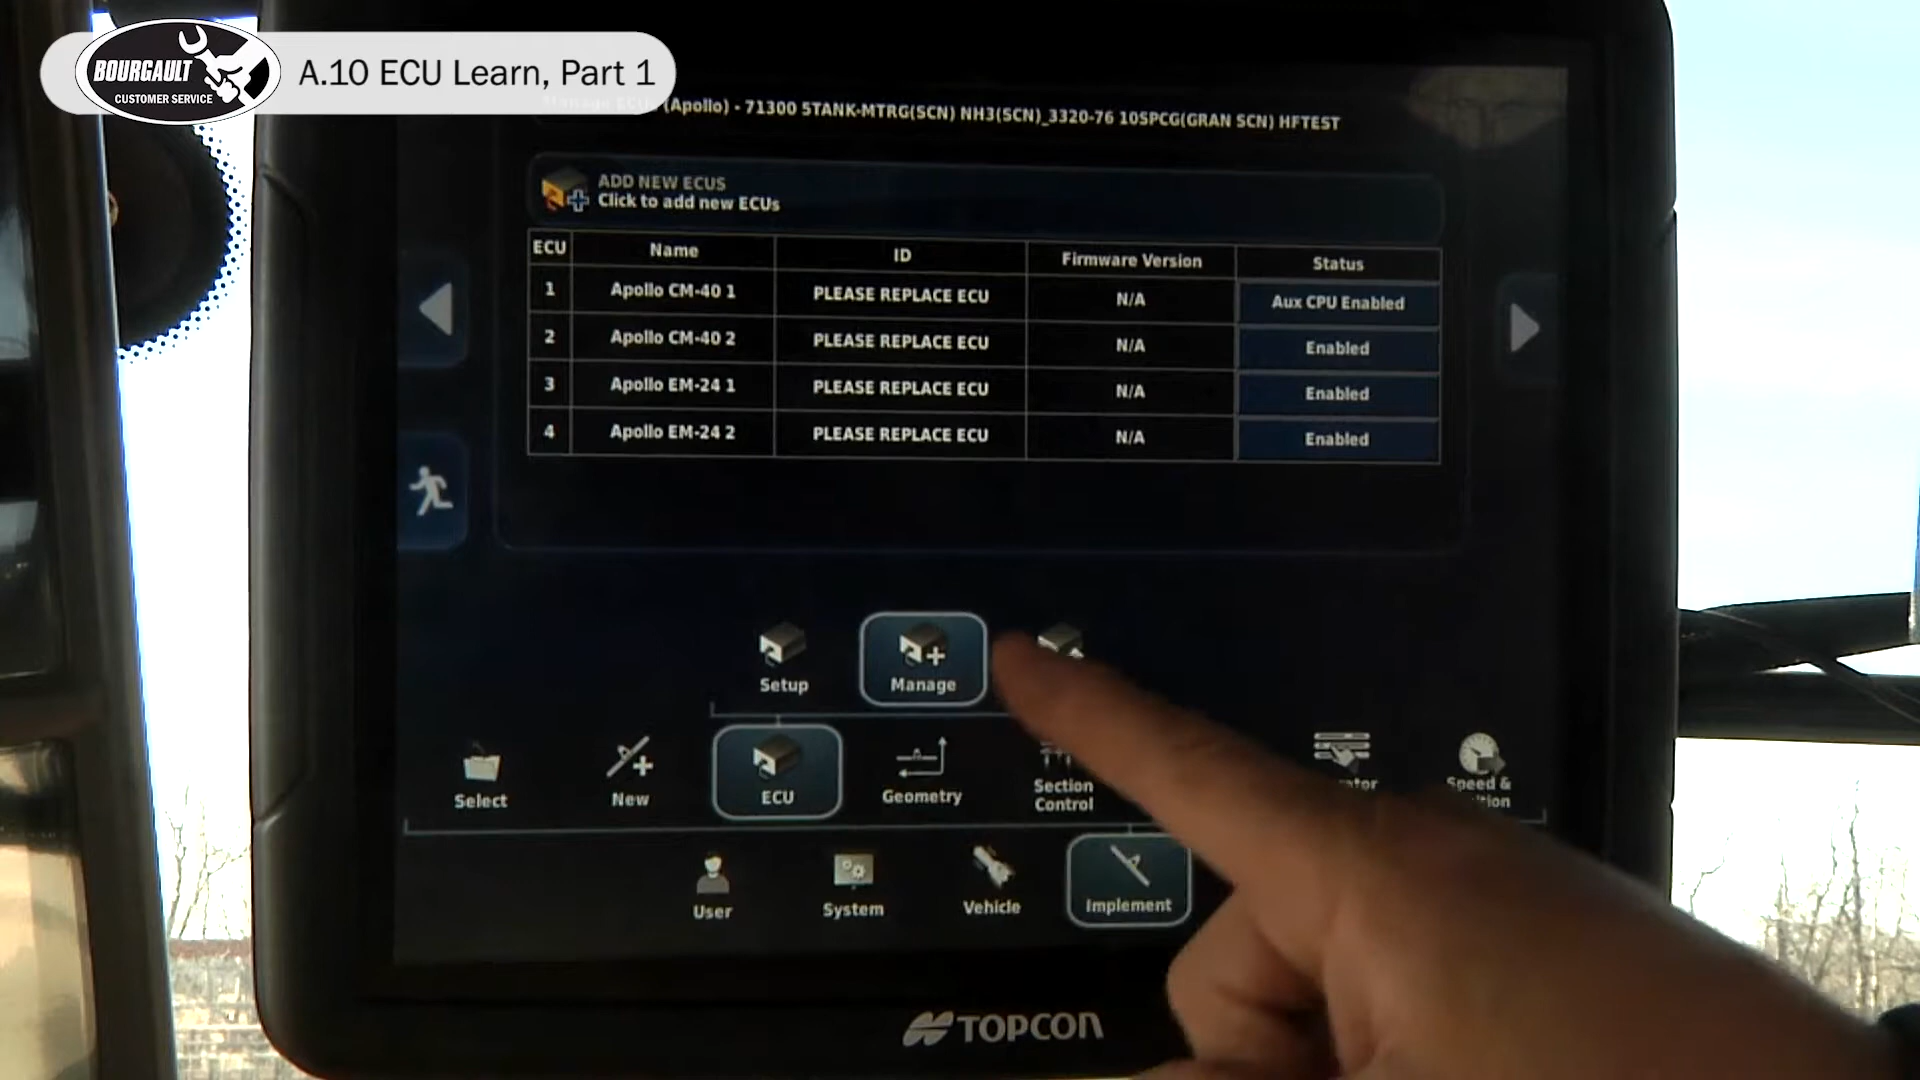 BOURGAULT
CUSTOMER SERVICE
A.10 ECU Learn, Part 1
(Apollo) - 71300 5TANK-MTRG(SCN) NH3(SCN)_3320-76 10SPCG(GRAN SCN) HFTEST
ADD NEW ECUS
Click to add new ECUs
ECU Name ID Firmware Version Status
1 Apollo CM-40 1 PLEASE REPLACE ECU N/A Aux CPU Enabled
2 Apollo CM-40 2 PLEASE REPLACE ECU N/A Enabled
3 Apollo EM-24 1 PLEASE REPLACE ECU N/A Enabled
4 Apollo EM-24 2 PLEASE REPLACE ECU N/A Enabled
Setup Manage
Select New ECU Geometry Section Control Speed &
User System Vehicle Implement
TOPCON